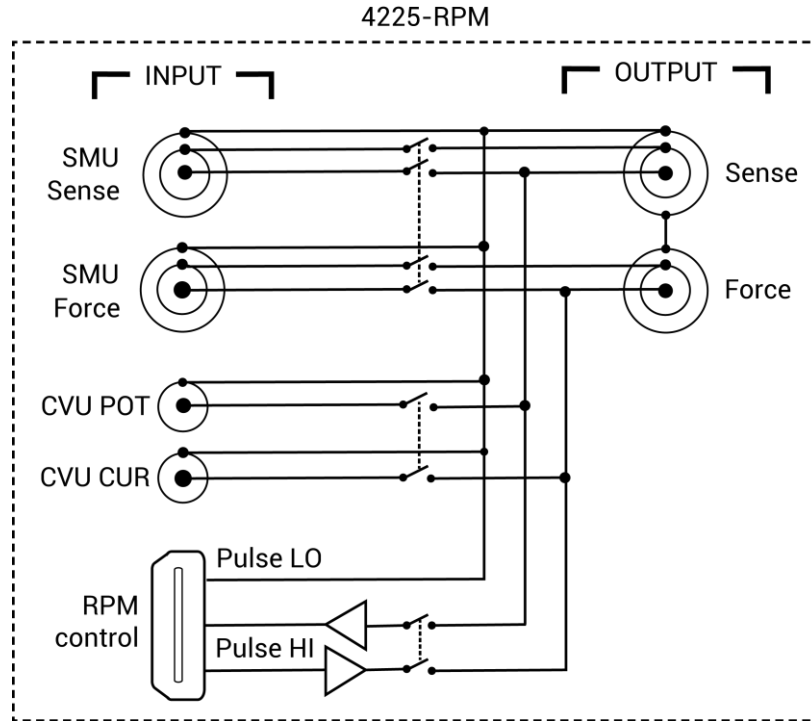 4225-RPM
INPUT
OUTPUT
SMU
Sense
Sense
SMU
Force
Force
CVU POT
CVU CUR
Pulse LO
RPM
control
Pulse HI